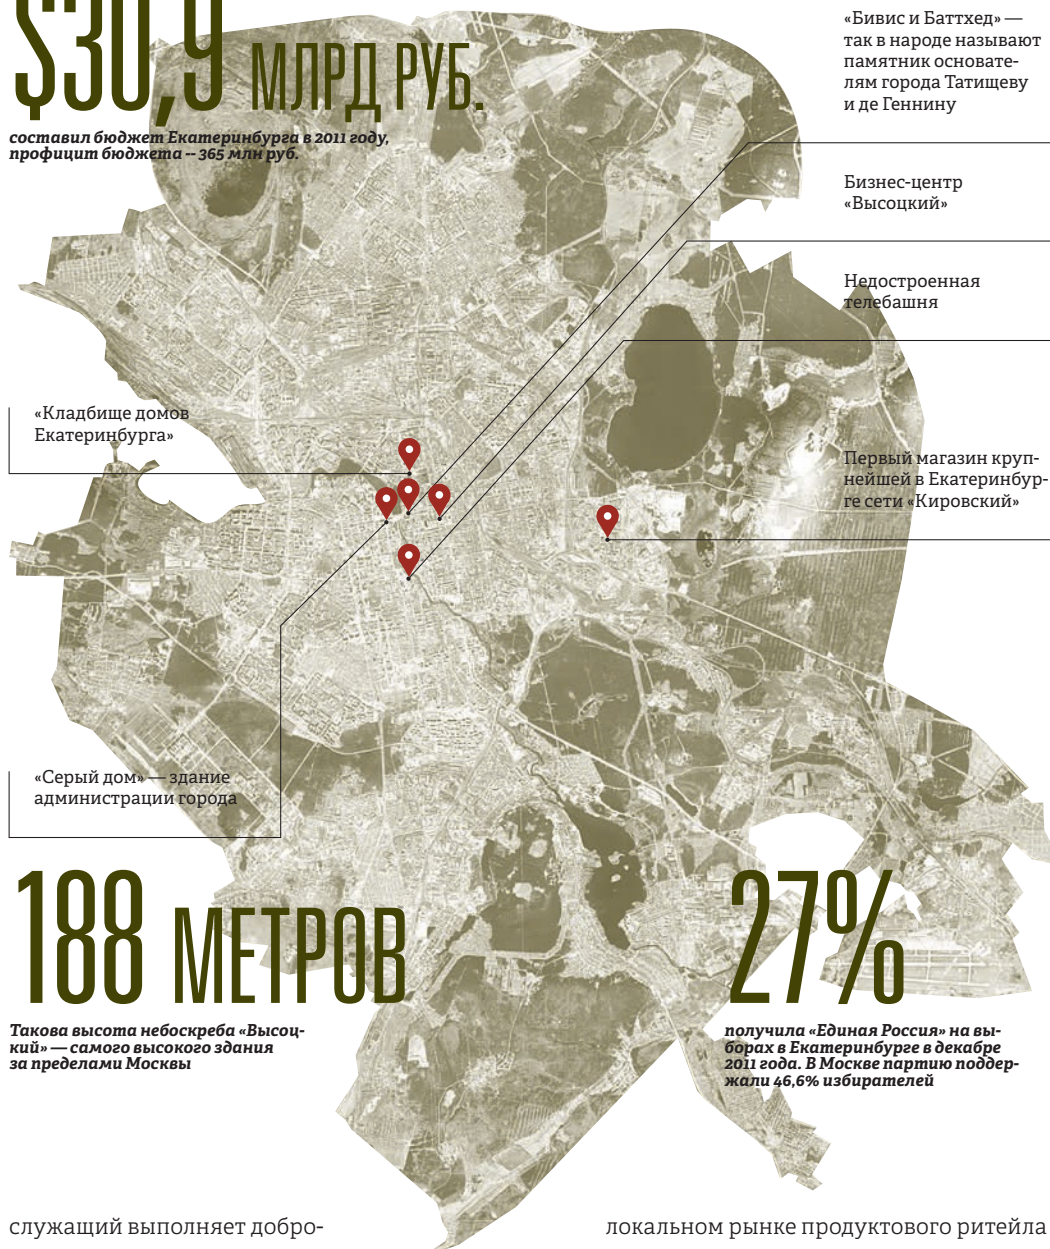 $30,9 МЛРД РУБ.
составил бюджет Екатеринбурга в 2011 году,
профицит бюджета -- 365 млн руб.
«Бивис и Баттхед» —
так в народе называют
памятник основате-
лям города Татищеву
и де Геннину
Бизнес-центр
«Высоцкий»
Недостроенная
телебашня
«Кладбище домов
Екатеринбурга»
Первый магазин круп-
нейшей в Екатеринбур-
ге сети «Кировский»
«Серый дом» — здание
администрации города
188 МЕТРОВ
Такова высота небоскреба «Высоц-
кий» — самого высокого здания
за пределами Москвы
27%
получила «Единая Россия» на вы-
борах в Екатеринбурге в декабре
2011 года. В Москве партию поддер-
жали 46,6% избирателей
служащий выполняет добро-
локальном рынке продуктового ритейла